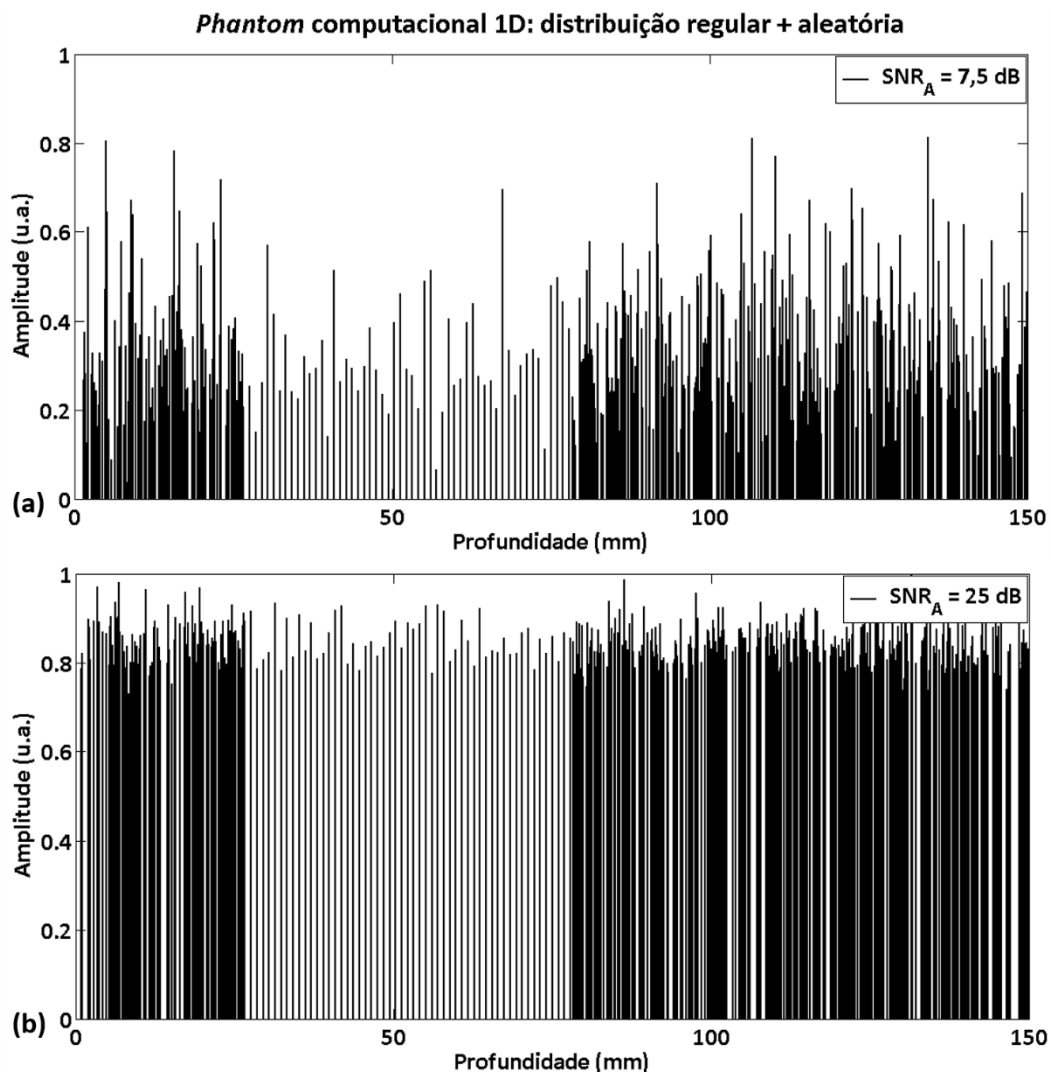 Phantom computacional 1D: distribuição regular + aleatória
1
SNR_A = 7,5 dB
0.8
0.6
Amplitude (u.a.)
0.4
0.2
0
(a)
0
50
100
150
Profundidade (mm)
1
SNR_A = 25 dB
0.8
0.6
Amplitude (u.a.)
0.4
0.2
0
(b)
0
50
100
150
Profundidade (mm)